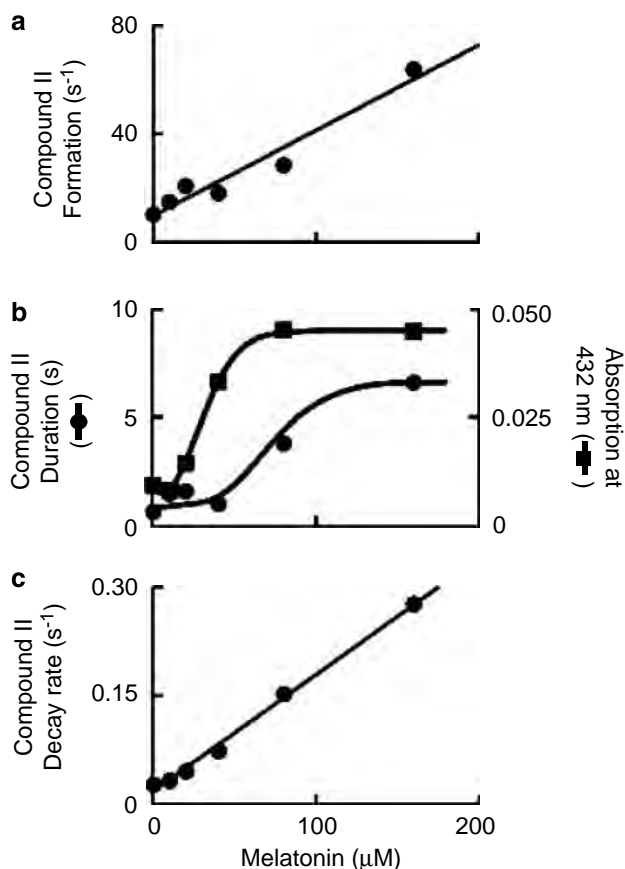 a
Compound II
Formation (s⁻¹)
80
40
0
b
Compound II
Duration (s)
(●)
10
5
0
0.050
0.025
0
Absorption at
432 nm (■)
c
Compound II
Decay rate (s⁻¹)
0.30
0.15
0
0
100
200
Melatonin (μM)